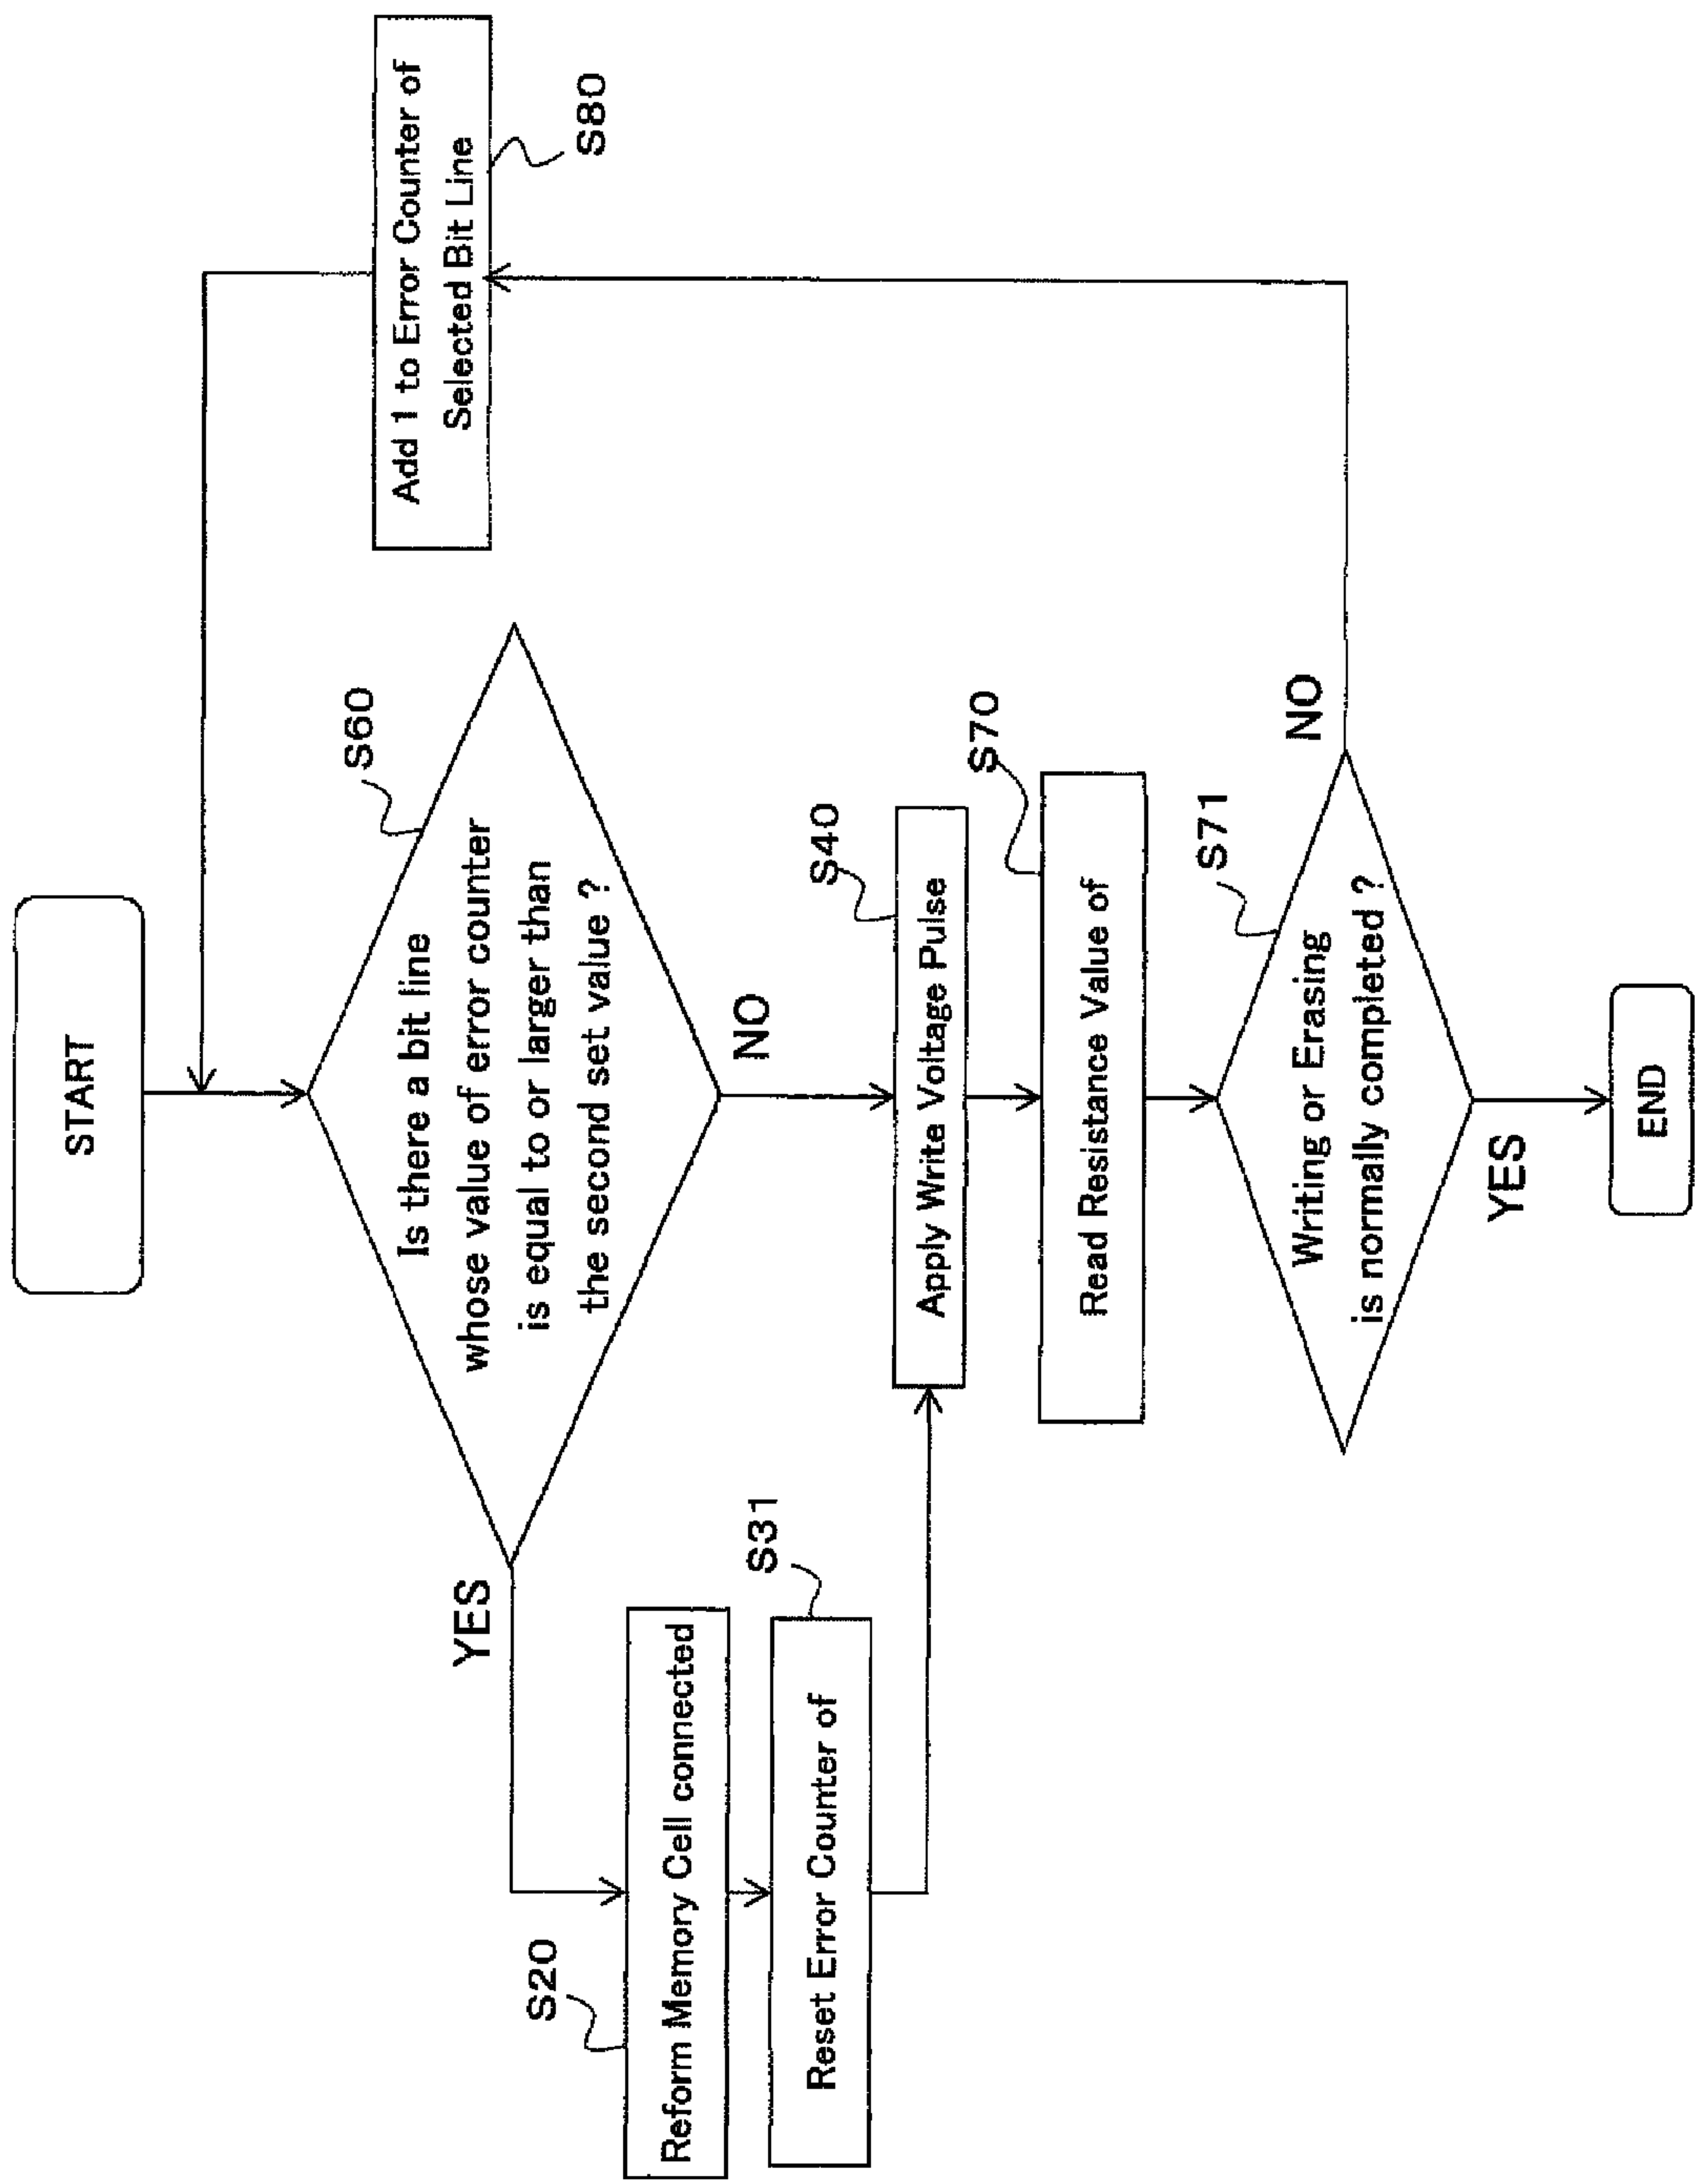 START
S60
Is there a bit line
whose value of error counter
is equal to or larger than
the second set value ?
YES
NO
S20
Reform Memory Cell connected
S31
Reset Error Counter of
S40
Apply Write Voltage Pulse
S70
Read Resistance Value of
S71
Writing or Erasing
is normally completed ?
NO
YES
S80
Add 1 to Error Counter of
Selected Bit Line
END